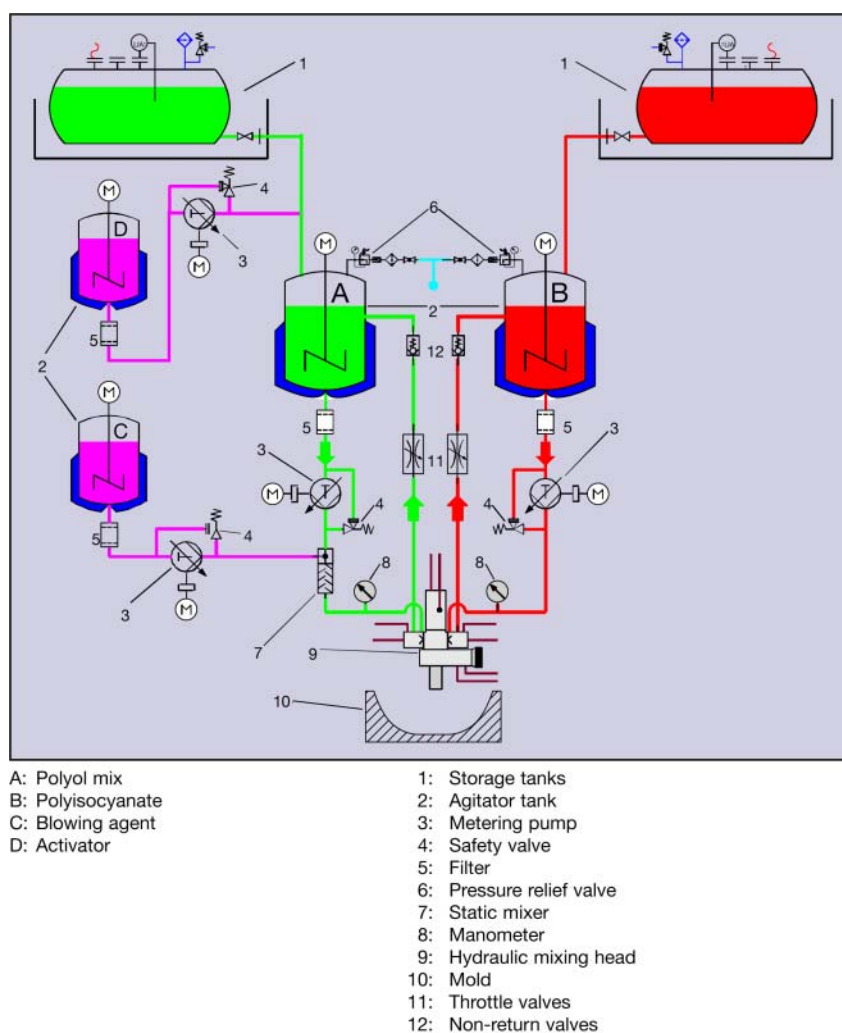 1
1
D
M
4
3
M
5
2
M
C
5
4
3
M
M
A
6
M
B
2
12
5
5
3
M
11
3
M
4
4
8
8
7
9
10
A: Polyol mix
B: Polyisocyanate
C: Blowing agent
D: Activator
1: Storage tanks
2: Agitator tank
3: Metering pump
4: Safety valve
5: Filter
6: Pressure relief valve
7: Static mixer
8: Manometer
9: Hydraulic mixing head
10: Mold
11: Throttle valves
12: Non-return valves